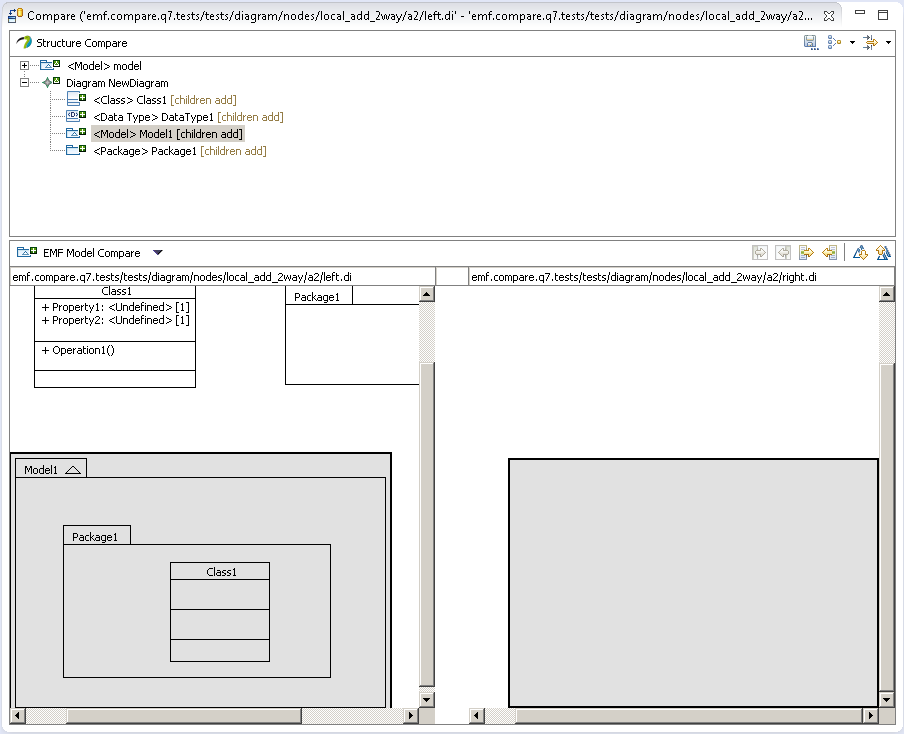 Compare ('emf.compare.q7.tests/tests/diagram/nodes/local_add_2way/a2/left.di' - 'emf.compare.q7.tests/tests/diagram/nodes/local_add_2way/a2...
Structure Compare
<Model> model
Diagram NewDiagram
<Class> Class1 [children add]
<Data Type> DataType1 [children add]
<Model> Model1 [children add]
<Package> Package1 [children add]
EMF Model Compare
emf.compare.q7.tests/tests/diagram/nodes/local_add_2way/a2/left.di
emf.compare.q7.tests/tests/diagram/nodes/local_add_2way/a2/right.di
Class1
+ Property1: <Undefined> [1]
+ Property2: <Undefined> [1]
+ Operation1()
Package1
Model1
Package1
Class1